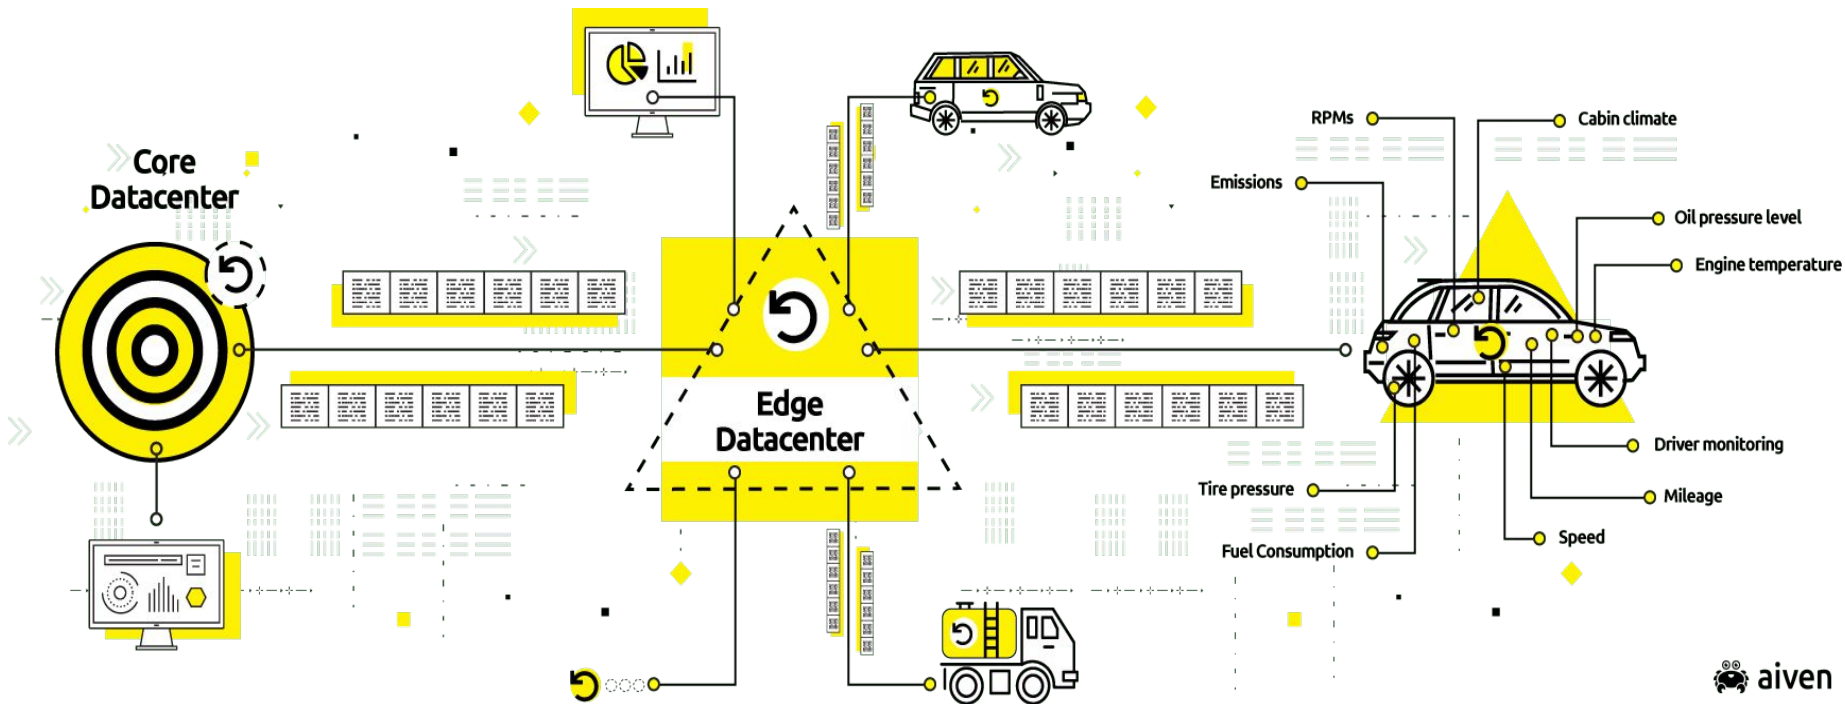 Core
Datacenter
Edge
Datacenter
RPMs
Cabin climate
Emissions
Oil pressure level
Engine temperature
Driver monitoring
Tire pressure
Mileage
Speed
Fuel Consumption
aiven